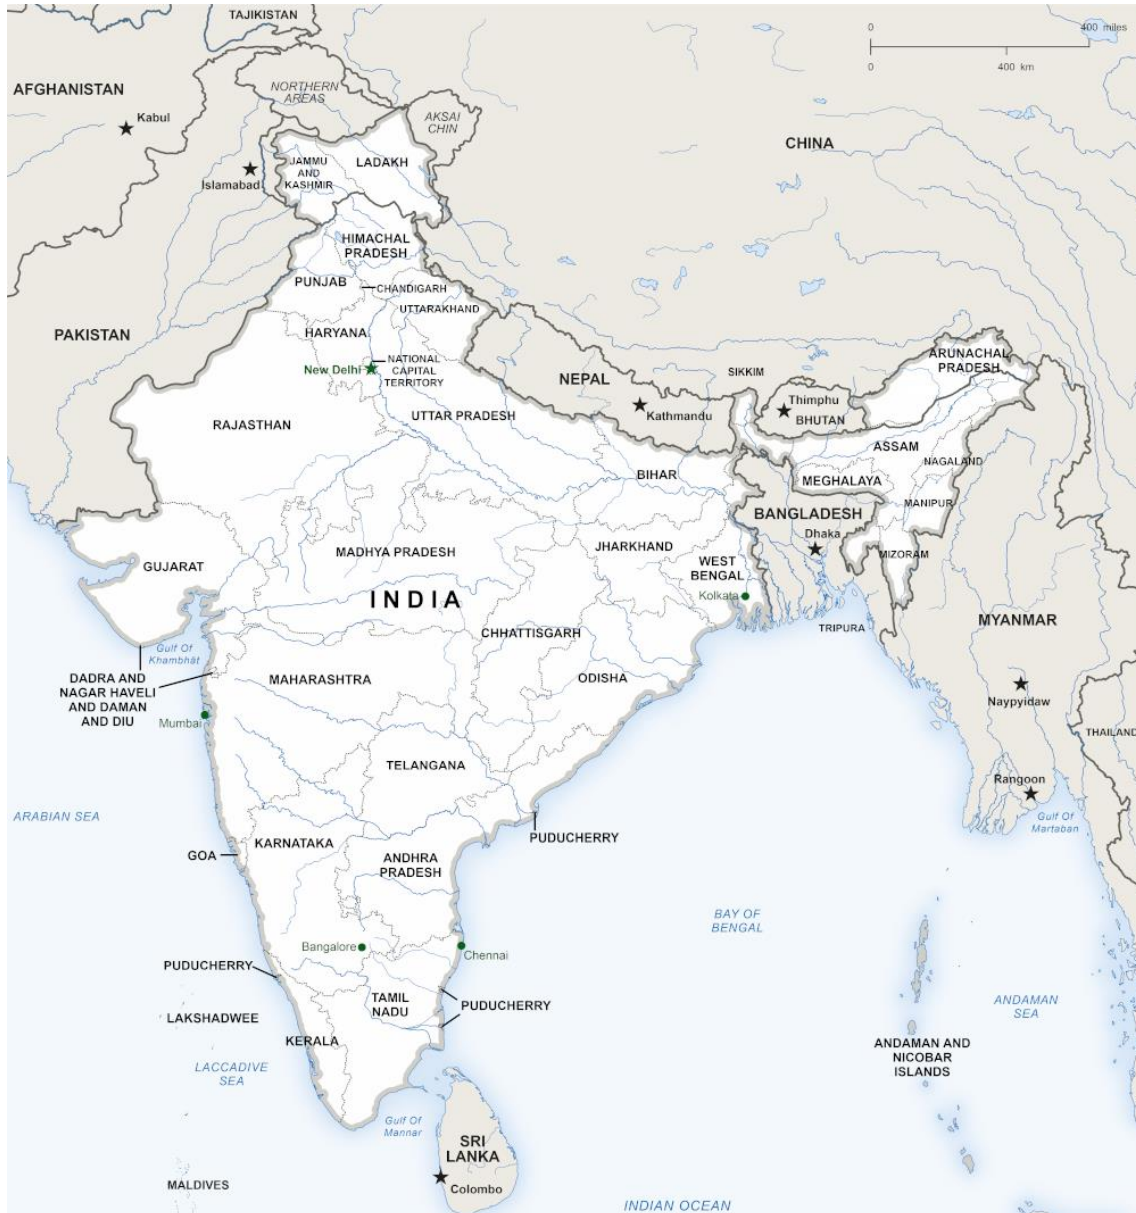 TAJIKISTAN
0 400 miles
0 400 km
AFGHANISTAN
NORTHERN
AREAS
Kabul
AKSAI
CHIN
CHINA
JAMMU
AND
KASHMIR
LADAKH
Islamabad
HIMACHAL
PRADESH
PUNJAB
CHANDIGARH
UTTARAKHAND
PAKISTAN
HARYANA
NATIONAL
CAPITAL
TERRITORY
New Delhi
NEPAL
SIKKIM
ARUNACHAL
PRADESH
Kathmandu
Thimphu
BHUTAN
RAJASTHAN
UTTAR PRADESH
ASSAM
NAGALAND
BIHAR
MEGHALAYA
MANIPUR
BANGLADESH
Dhaka
MADHYA PRADESH
JHARKHAND
MIZORAM
GUJARAT
WEST
BENGAL
INDIA
Kolkata
CHHATTISGARH
TRIPURA
MYANMAR
Gulf Of
Khambhāt
DADRA AND
NAGAR HAVELI
AND DAMAN
AND DIU
MAHARASHTRA
ODISHA
Naypyidaw
Mumbai
THAILAND
TELANGANA
Rangoon
ARABIAN SEA
Gulf Of
Martaban
PUDUCHERRY
KARNATAKA
GOA
ANDHRA
PRADESH
BAY OF
BENGAL
Bangalore
Chennai
PUDUCHERRY
TAMIL
NADU
PUDUCHERRY
ANDAMAN
SEA
LAKSHADWEE
KERALA
ANDAMAN AND
NICOBAR
ISLANDS
LACCADIVE
SEA
Gulf Of
Mannar
SRI
LANKA
MALDIVES
Colombo
INDIAN OCEAN